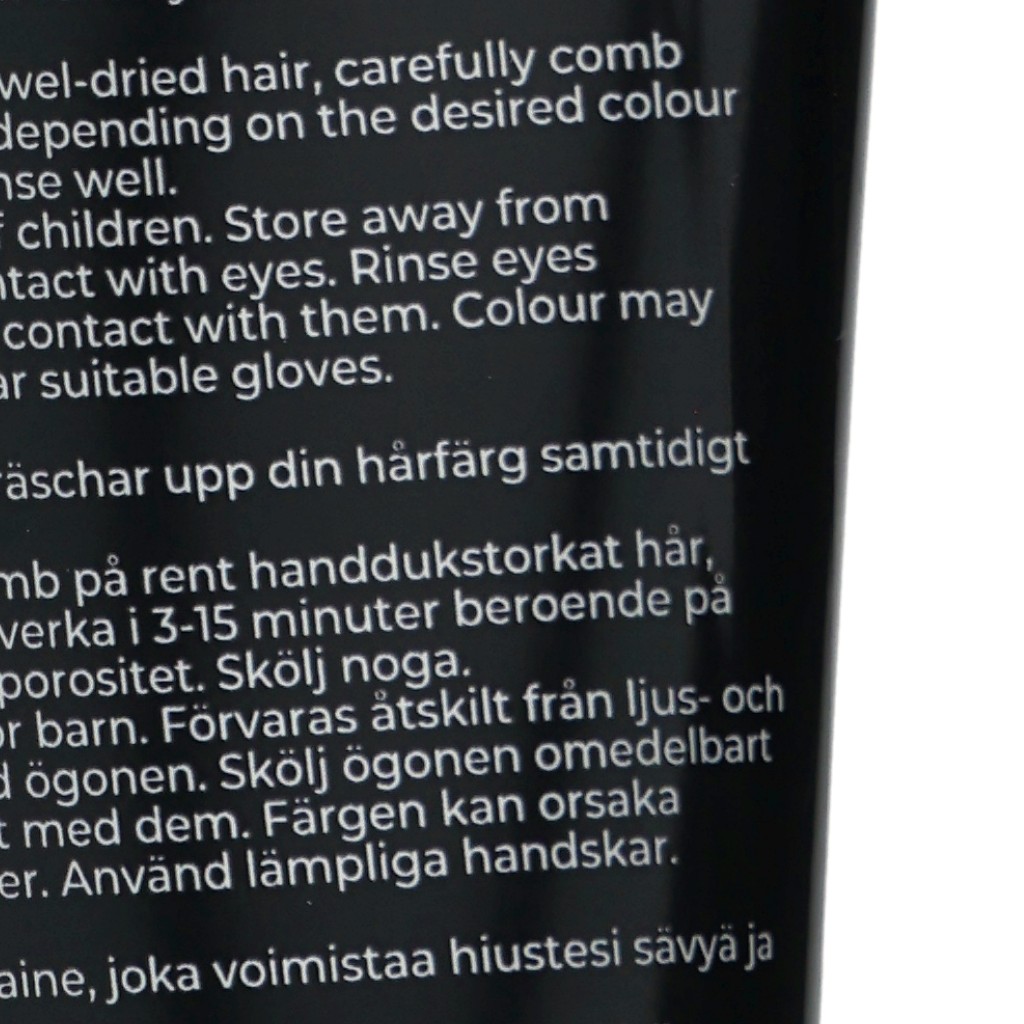 wel-dried hair, carefully comb
depending on the desired colour
nse well.
f children. Store away from
ntact with eyes. Rinse eyes
contact with them. Colour may
ar suitable gloves.
räschar upp din hårfärg samtidigt
mb på rent handdukstorkat hår,
verka i 3-15 minuter beroende på
porositet. Skölj noga.
ör barn. Förvaras åtskilt från ljus- och
d ögonen. Skölj ögonen omedelbart
t med dem. Färgen kan orsaka
er. Använd lämpliga handskar.
aine, joka voimistaa hiustesi sävyä ja